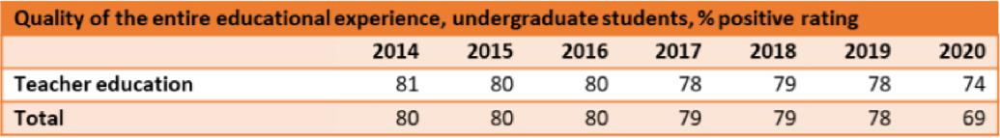 Quality of the entire educational experience, undergraduate students, % positive rating
2014 2015 2016 2017 2018 2019 2020
Teacher education 81 80 80 78 79 78 74
Total 80 80 80 79 79 78 69